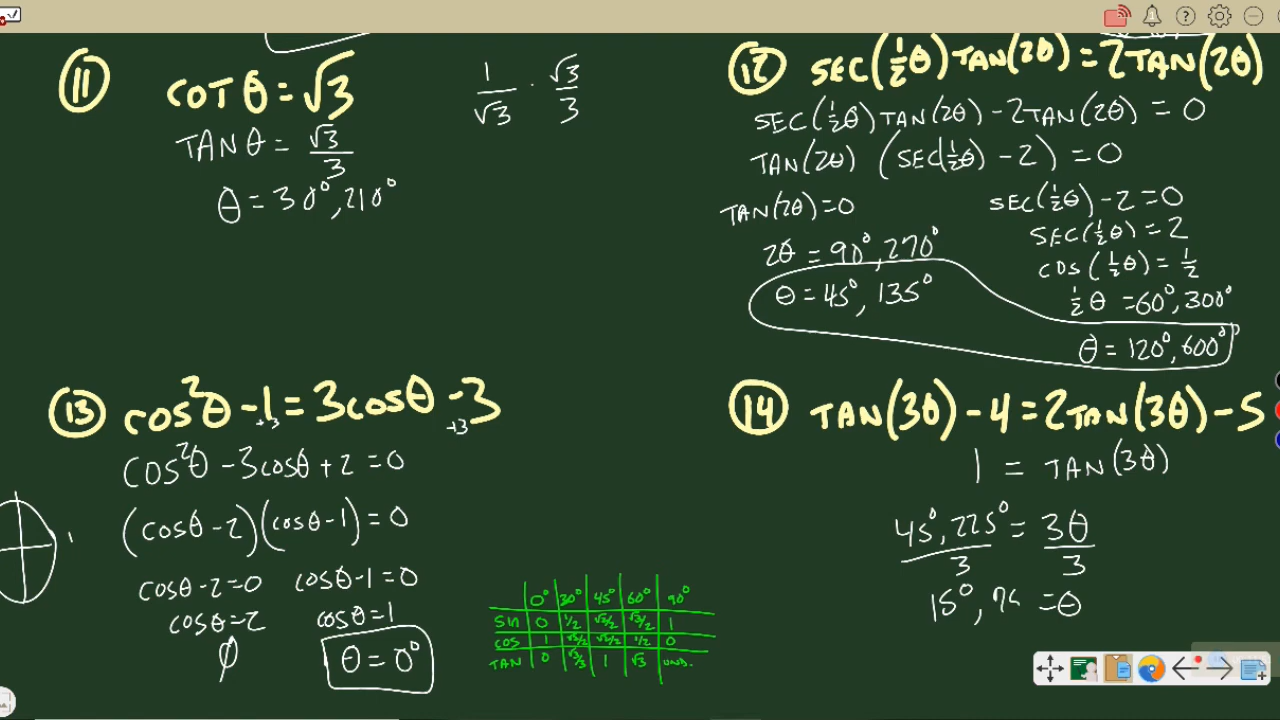 11 COT θ = √3
1/√3 · √3/3
TAN θ = √3/3
θ = 30°, 210°
12 SEC(½θ) TAN(2θ) = 2TAN(2θ)
SEC(½θ) TAN(2θ) - 2TAN(2θ) = 0
TAN(2θ) (SEC(½θ) - 2) = 0
TAN(2θ) = 0
2θ = 90°, 270°
θ = 45°, 135°
SEC(½θ) - 2 = 0
SEC(½θ) = 2
COS(½θ) = ½
½θ = 60°, 300°
θ = 120°, 600°
13 COS²θ - 1 = 3COSθ - 3
+3 +3
COS²θ - 3COSθ + 2 = 0
(COSθ - 2)(COSθ - 1) = 0
COSθ - 2 = 0 COSθ - 1 = 0
COSθ = 2 COSθ = 1
∅ θ = 0°
0° 30° 45° 60° 90°
SIN 0 1/2 √2/2 √3/2 1
COS 1 √3/2 √2/2 1/2 0
TAN 0 √3/3 1 √3 UND.
14 TAN(3θ) - 4 = 2TAN(3θ) - 5
1 = TAN(3θ)
45°, 225° = 3θ
3 3
15°, = θ